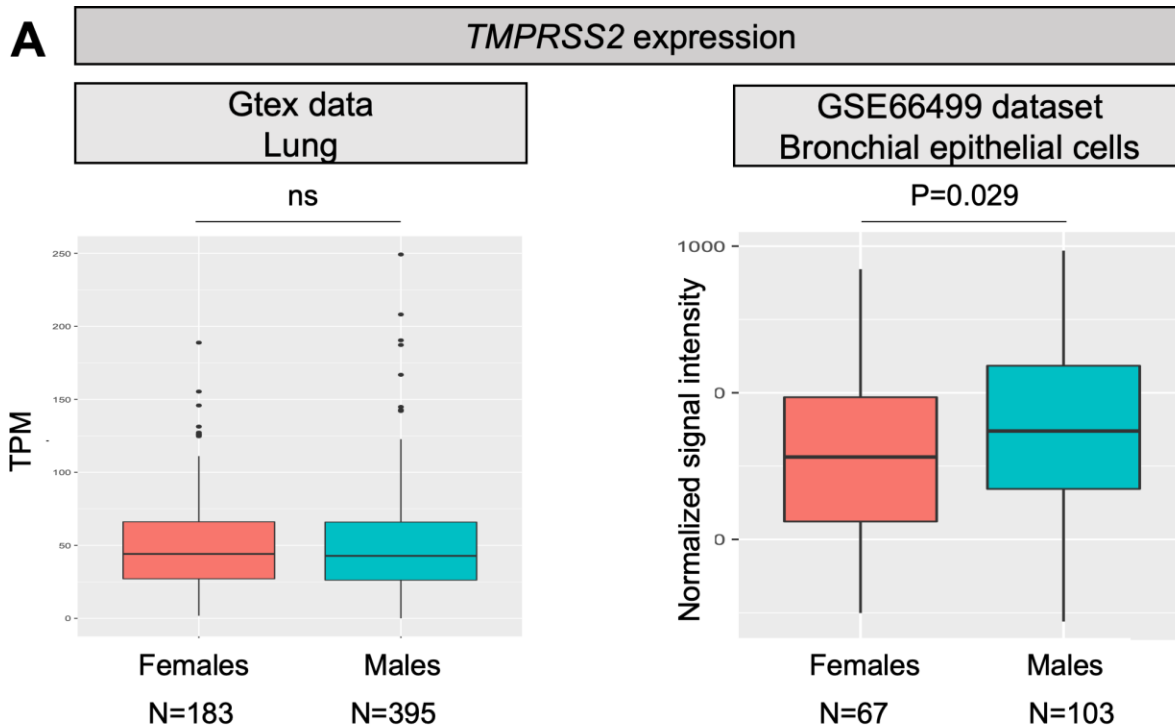 A
TMPRSS2 expression
Gtex data
Lung
ns
TPM
250
200
150
100
50
0
Females
Males
N=183
N=395
GSE66499 dataset
Bronchial epithelial cells
P=0.029
Normalized signal intensity
1000
0
0
Females
Males
N=67
N=103